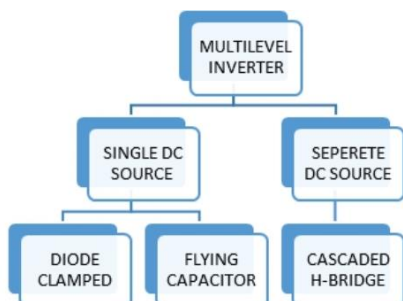 MULTILEVEL
INVERTER
SINGLE DC
SOURCE
SEPERETE
DC SOURCE
DIODE
CLAMPED
FLYING
CAPACITOR
CASCADED
H-BRIDGE